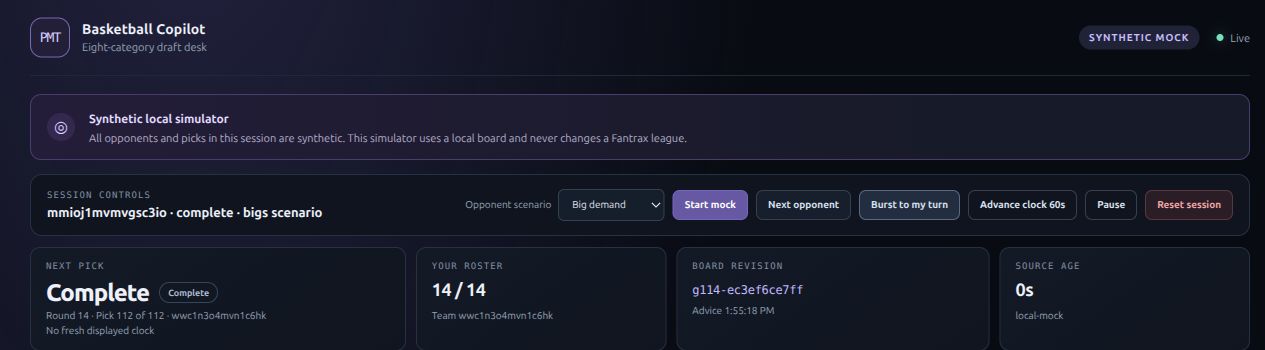 PMT
Basketball Copilot
Eight-category draft desk
SYNTHETIC MOCK
Live
Synthetic local simulator
All opponents and picks in this session are synthetic. This simulator uses a local board and never changes a Fantrax league.
SESSION CONTROLS
mmioj1mvmvgsc3io · complete · bigs scenario
Opponent scenario
Big demand
Start mock
Next opponent
Burst to my turn
Advance clock 60s
Pause
Reset session
NEXT PICK
Complete
Complete
Round 14 · Pick 112 of 112 · wwc1n3o4mvn1c6hk
No fresh displayed clock
YOUR ROSTER
14 / 14
Team wwc1n3o4mvn1c6hk
BOARD REVISION
g114-ec3ef6ce7ff
Advice 1:55:18 PM
SOURCE AGE
0s
local-mock